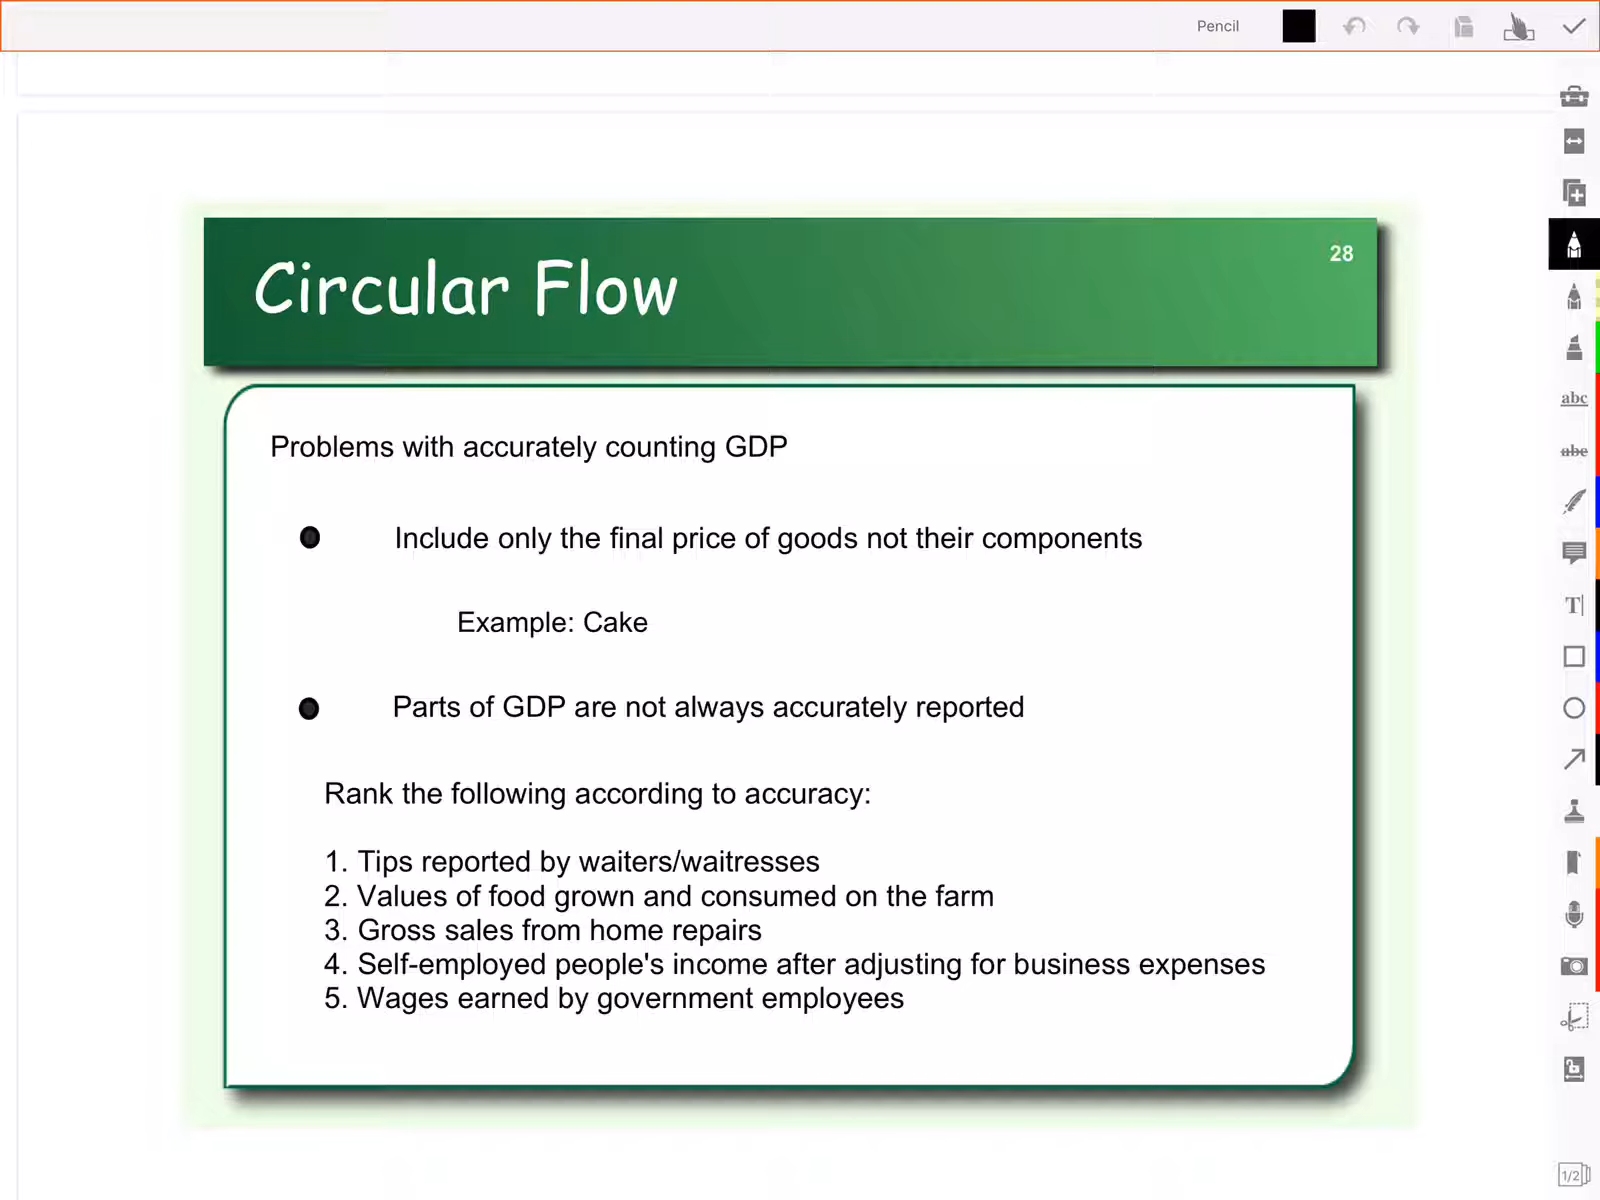 Pencil
28
Circular Flow
Problems with accurately counting GDP
Include only the final price of goods not their components
Example: Cake
Parts of GDP are not always accurately reported
Rank the following according to accuracy:
1. Tips reported by waiters/waitresses
2. Values of food grown and consumed on the farm
3. Gross sales from home repairs
4. Self-employed people's income after adjusting for business expenses
5. Wages earned by government employees
abc
abc
T
1/2